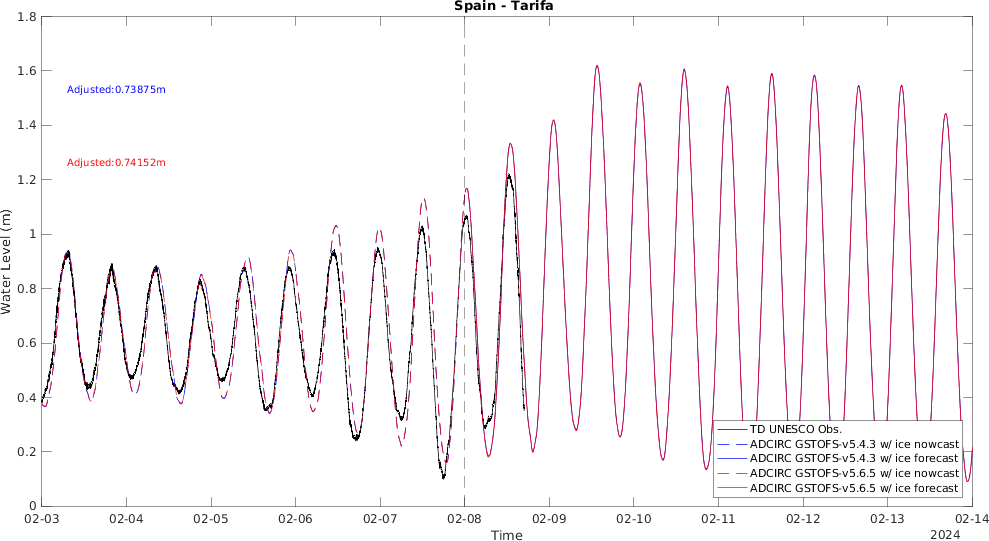 Spain - Tarifa
1.8
1.6
1.4
1.2
1
0.8
0.6
0.4
0.2
0
Water Level (m)
Adjusted:0.73875m
Adjusted:0.74152m
TD UNESCO Obs.
ADCIRC GSTOFS-v5.4.3 w/ ice nowcast
ADCIRC GSTOFS-v5.4.3 w/ ice forecast
ADCIRC GSTOFS-v5.6.5 w/ ice nowcast
ADCIRC GSTOFS-v5.6.5 w/ ice forecast
02-03 02-04 02-05 02-06 02-07 02-08 02-09 02-10 02-11 02-12 02-13 02-14
Time
2024